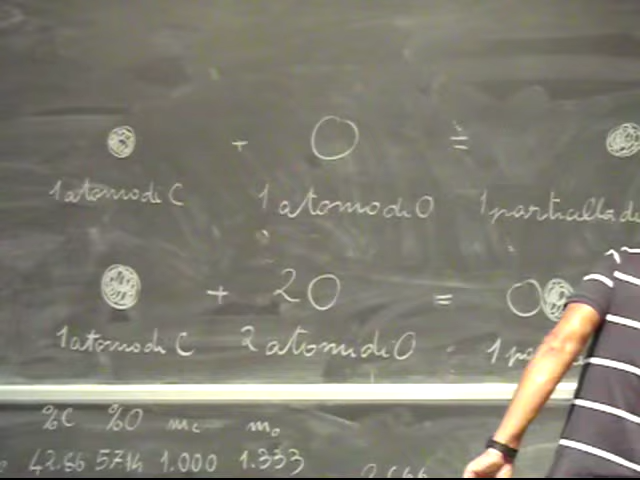 + =
1 atomo di C 1 atomo di O 1 particella di
+ 2 =
1 atomo di C 2 atomi di O 1
%C %O mc mo
42.86 57.14 1.000 1.333